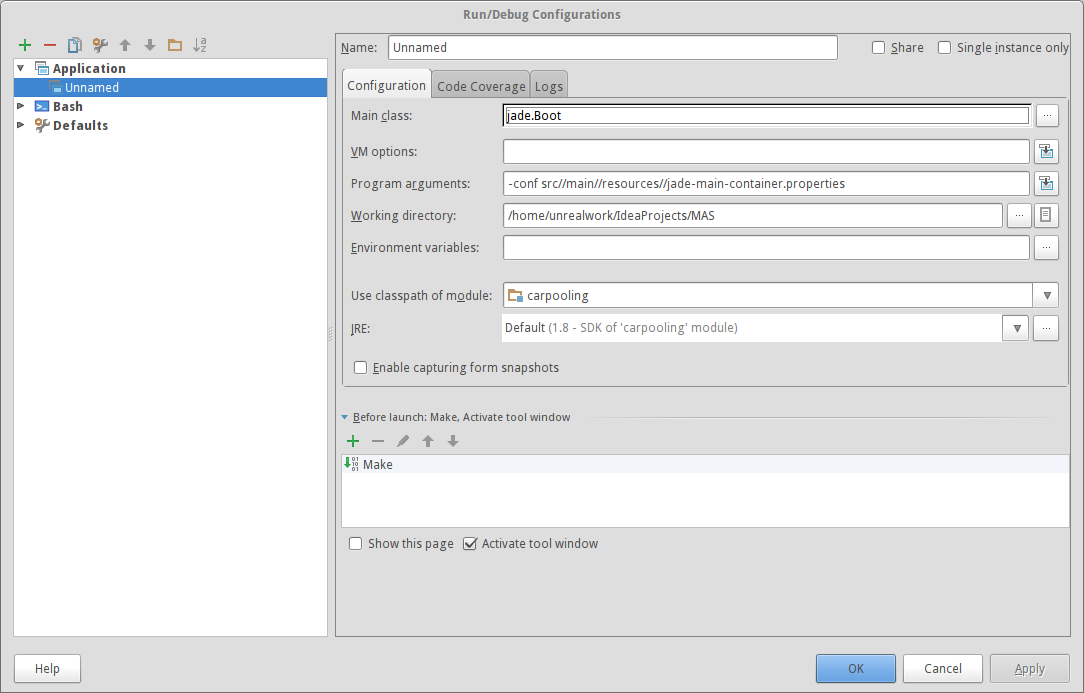 Run/Debug Configurations
Name: Unnamed Share Single instance only
Application
Unnamed
Bash
Defaults
Configuration Code Coverage Logs
Main class: jade.Boot ...
VM options:
Program arguments: -conf src//main//resources//jade-main-container.properties
Working directory: /home/unrealwork/IdeaProjects/MAS ...
Environment variables: ...
Use classpath of module: carpooling
JRE: Default (1.8 - SDK of 'carpooling' module) ...
Enable capturing form snapshots
Before launch: Make, Activate tool window
Make
Show this page Activate tool window
Help OK Cancel Apply